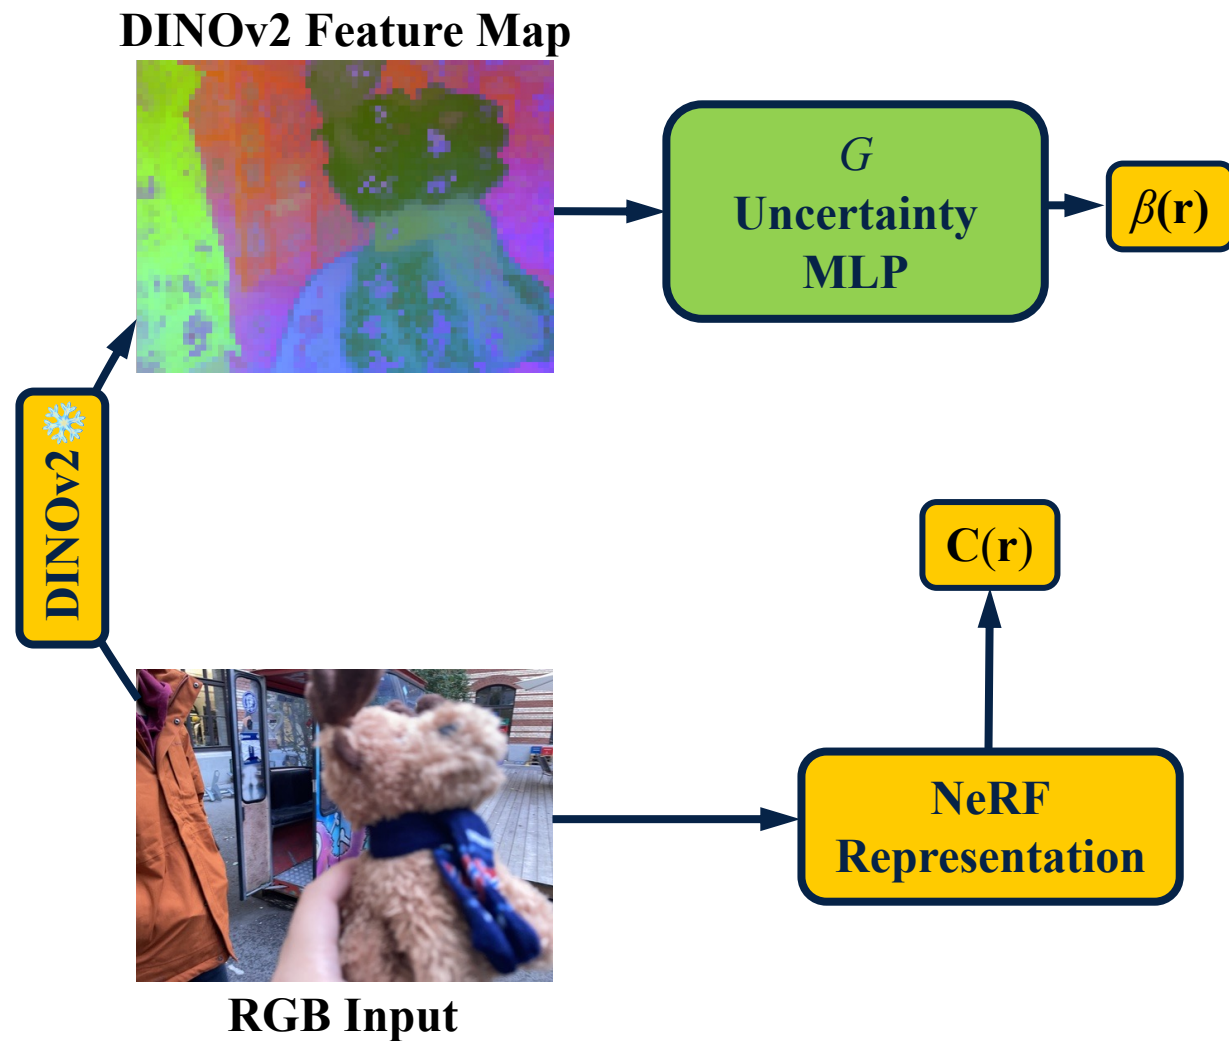 DINOv2 Feature Map
G
Uncertainty
MLP
β(r)
DINOv2
C(r)
NeRF
Representation
RGB Input